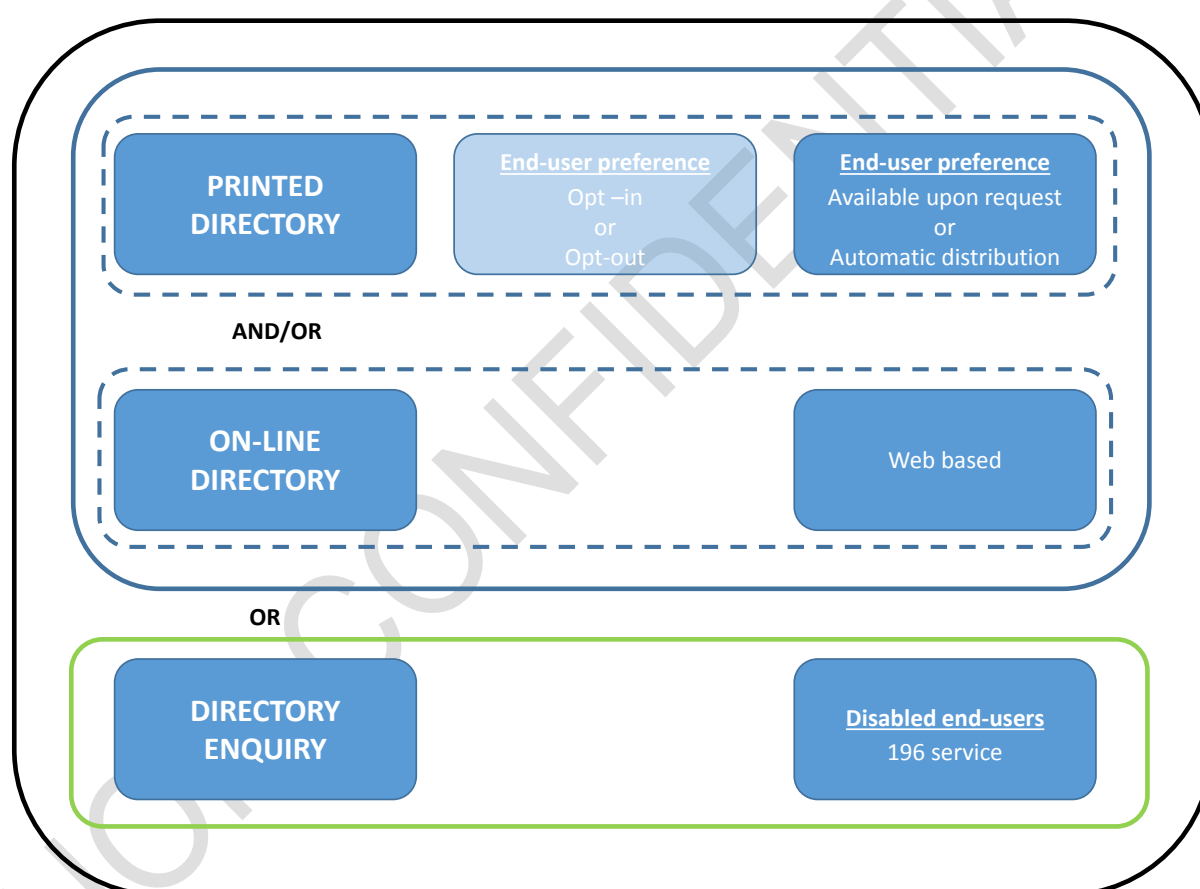 PRINTED
DIRECTORY
End-user preference
Opt –in
or
Opt-out
End-user preference
Available upon request
or
Automatic distribution
AND/OR
ON-LINE
DIRECTORY
Web based
OR
DIRECTORY
ENQUIRY
Disabled end-users
196 service
CONFIDENTIA